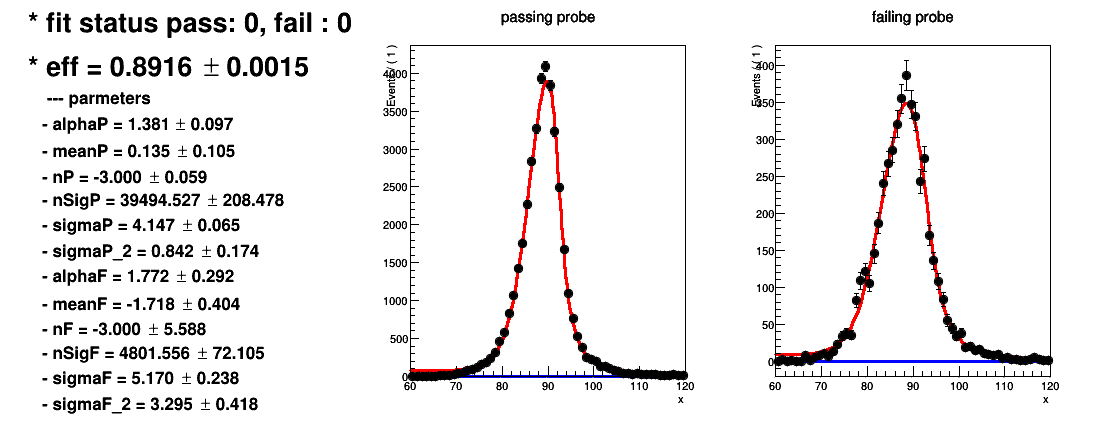 * fit status pass: 0, fail : 0
* eff = 0.8916 ± 0.0015
--- parmeters
- alphaP = 1.381 ± 0.097
- meanP = 0.135 ± 0.105
- nP = -3.000 ± 0.059
- nSigP = 39494.527 ± 208.478
- sigmaP = 4.147 ± 0.065
- sigmaP_2 = 0.842 ± 0.174
- alphaF = 1.772 ± 0.292
- meanF = -1.718 ± 0.404
- nF = -3.000 ± 5.588
- nSigF = 4801.556 ± 72.105
- sigmaF = 5.170 ± 0.238
- sigmaF_2 = 3.295 ± 0.418
passing probe
Events / ( 1 )
4000
3500
3000
2500
2000
1500
1000
500
0
60 70 80 90 100 110 120
x
failing probe
Events / ( 1 )
400
350
300
250
200
150
100
50
0
60 70 80 90 100 110 120
x